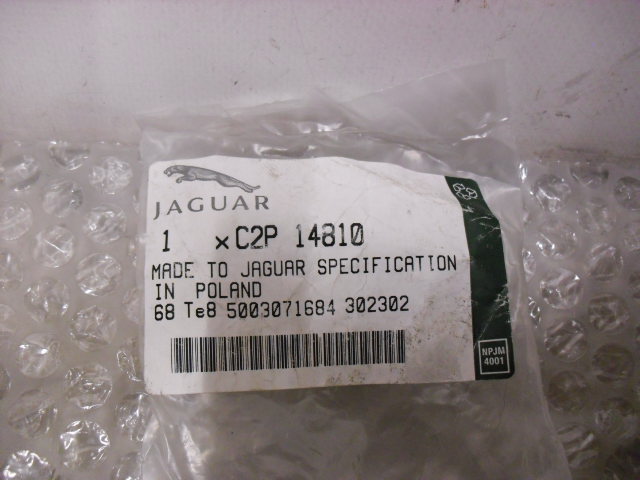 JAGUAR
1 x C2P 14810
MADE TO JAGUAR SPECIFICATION
IN POLAND
68 Te8 5003071684 302302
NPJM
4001